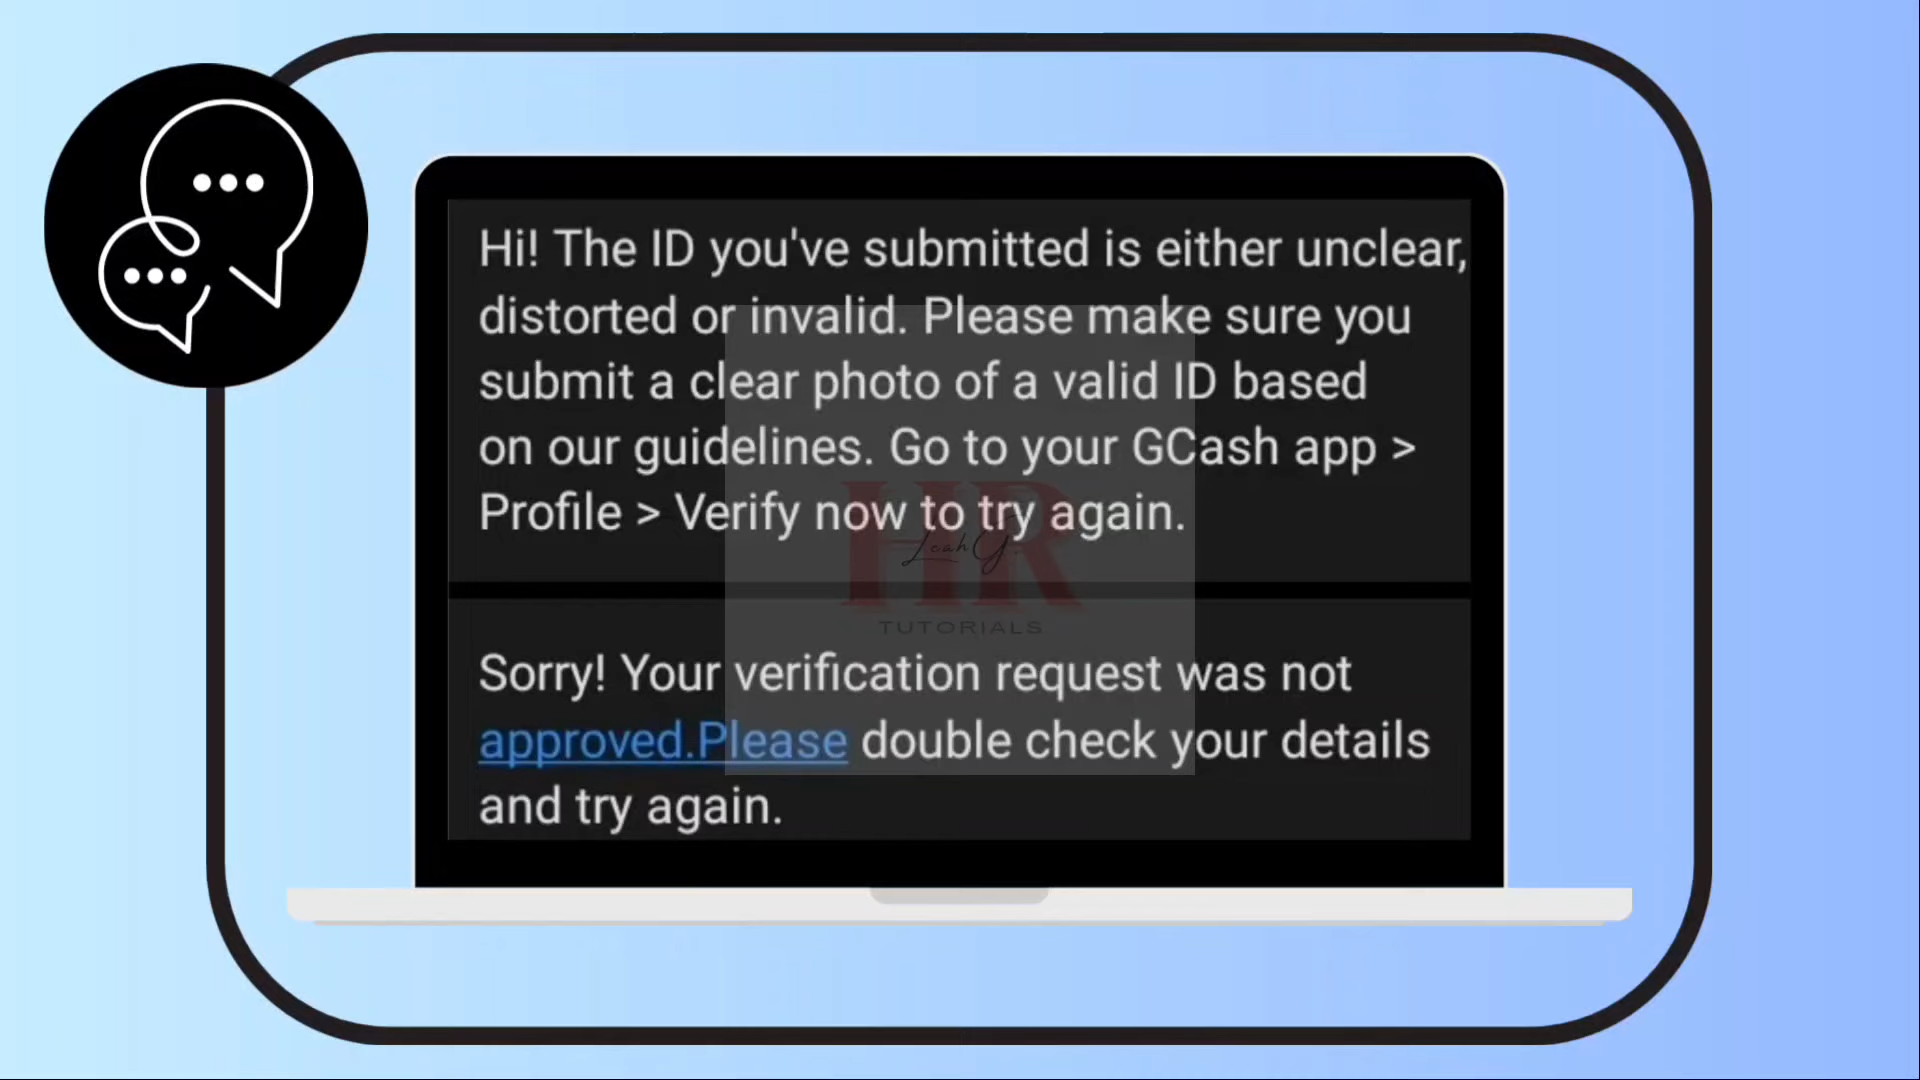 Hi! The ID you've submitted is either unclear,
distorted or invalid. Please make sure you
submit a clear photo of a valid ID based
on our guidelines. Go to your GCash app >
Profile > Verify now to try again.
HR
Leah G.
TUTORIALS
Sorry! Your verification request was not
approved.Please double check your details
and try again.